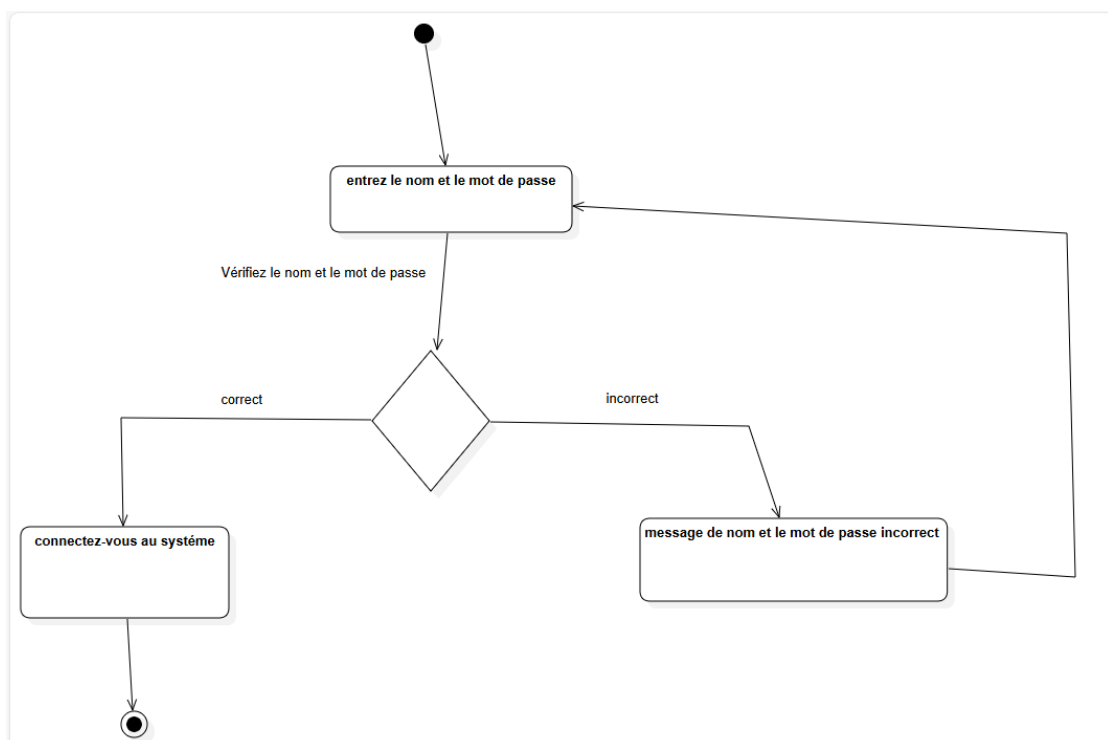 entrez le nom et le mot de passe
Vérifiez le nom et le mot de passe
correct
incorrect
connectez-vous au systéme
message de nom et le mot de passe incorrect